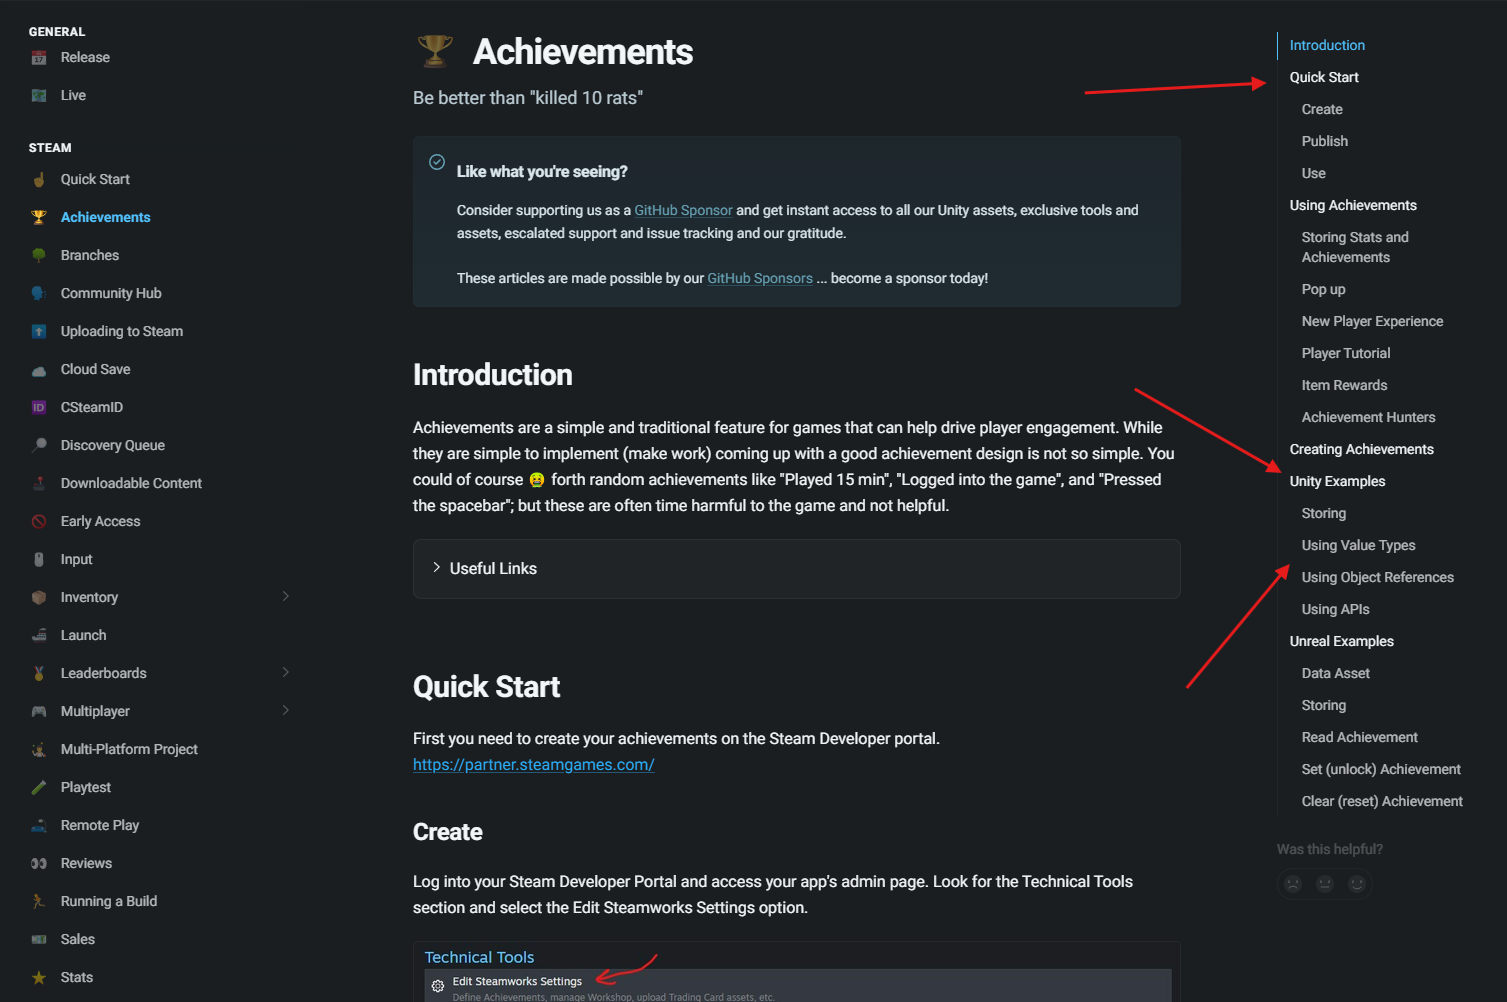 GENERAL
Release
Live
STEAM
Quick Start
Achievements
Branches
Community Hub
Uploading to Steam
Cloud Save
CSteamID
Discovery Queue
Downloadable Content
Early Access
Input
Inventory
Launch
Leaderboards
Multiplayer
Multi-Platform Project
Playtest
Remote Play
Reviews
Running a Build
Sales
Stats
Achievements
Be better than "killed 10 rats"
Like what you're seeing?
Consider supporting us as a GitHub Sponsor and get instant access to all our Unity assets, exclusive tools and
assets, escalated support and issue tracking and our gratitude.
These articles are made possible by our GitHub Sponsors ... become a sponsor today!
Introduction
Achievements are a simple and traditional feature for games that can help drive player engagement. While
they are simple to implement (make work) coming up with a good achievement design is not so simple. You
could of course 🤮 forth random achievements like "Played 15 min", "Logged into the game", and "Pressed
the spacebar"; but these are often time harmful to the game and not helpful.
Useful Links
Quick Start
First you need to create your achievements on the Steam Developer portal.
https://partner.steamgames.com/
Create
Log into your Steam Developer Portal and access your app's admin page. Look for the Technical Tools
section and select the Edit Steamworks Settings option.
Technical Tools
Edit Steamworks Settings
Define Achievements, manage Workshop, upload Trading Card assets, etc.
Introduction
Quick Start
Create
Publish
Use
Using Achievements
Storing Stats and
Achievements
Pop up
New Player Experience
Player Tutorial
Item Rewards
Achievement Hunters
Creating Achievements
Unity Examples
Storing
Using Value Types
Using Object References
Using APIs
Unreal Examples
Data Asset
Storing
Read Achievement
Set (unlock) Achievement
Clear (reset) Achievement
Was this helpful?